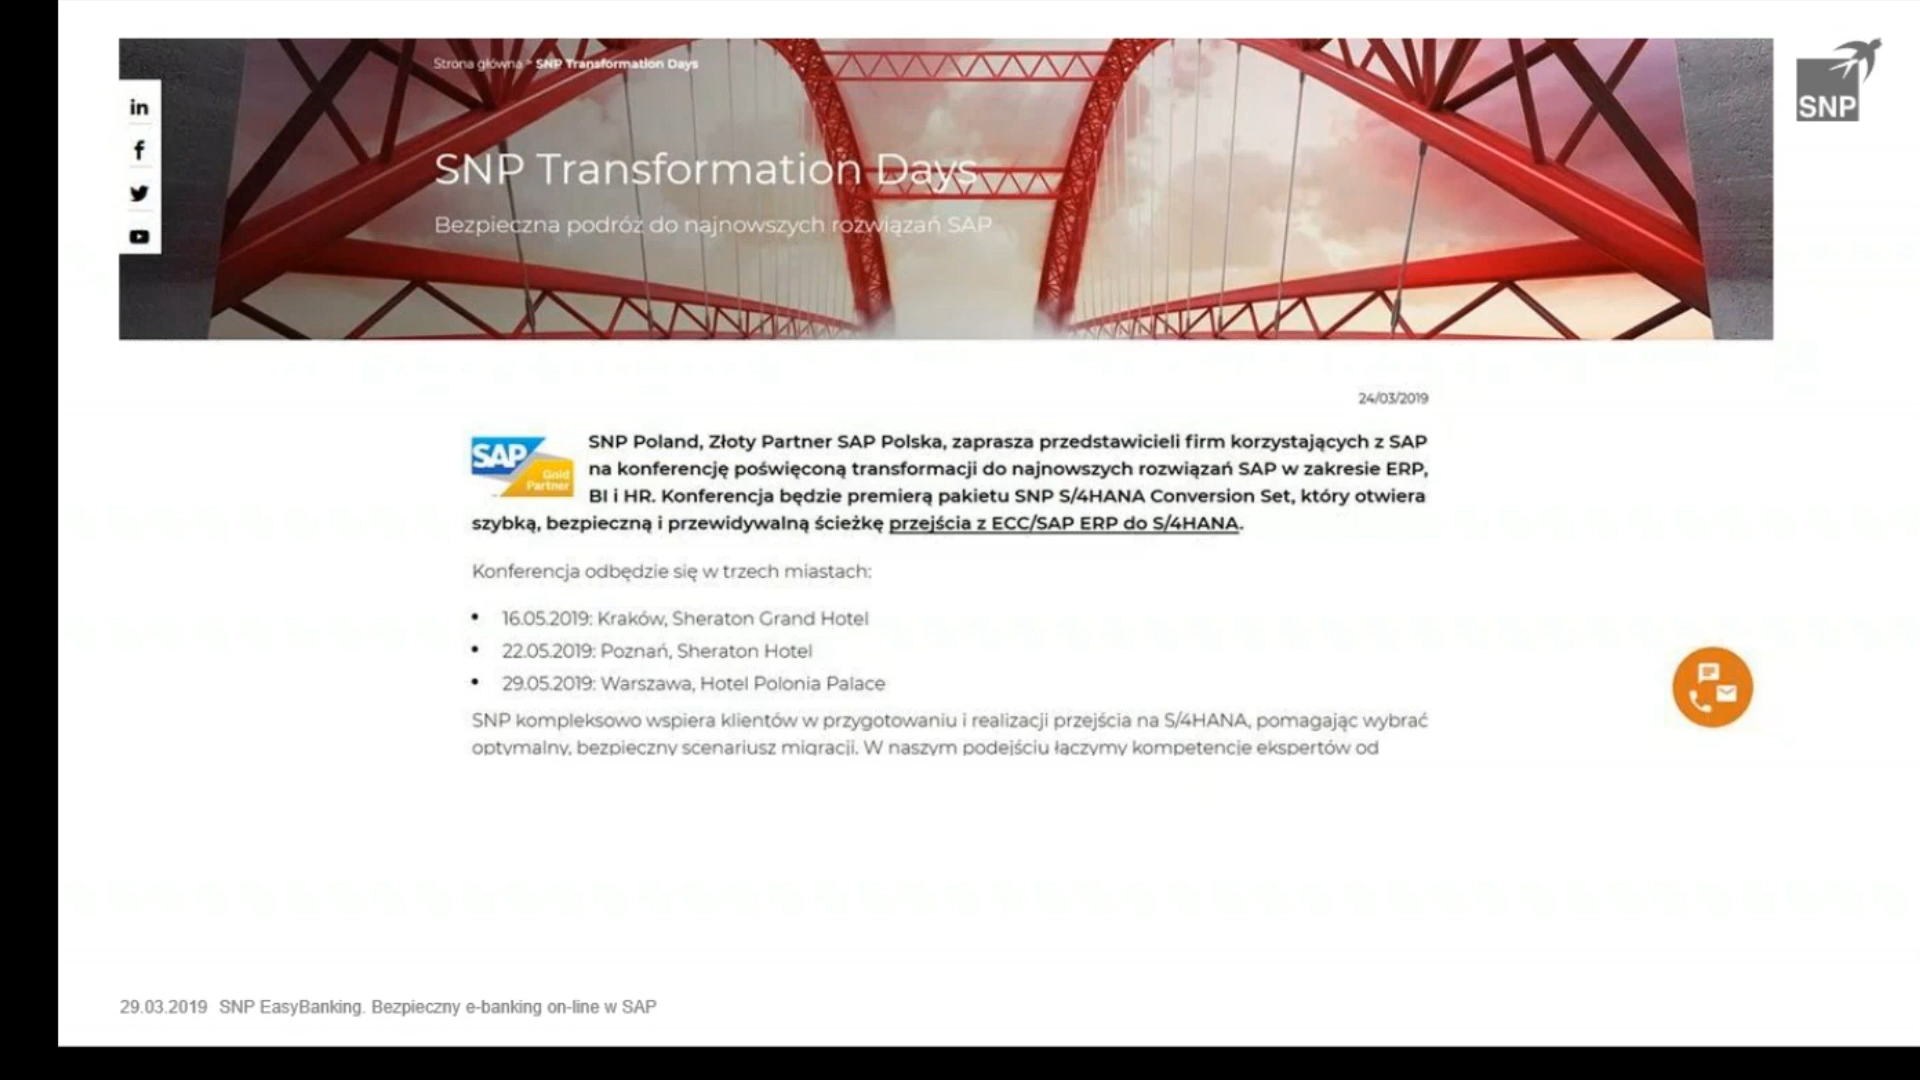 Strona główna > SNP Transformation Days
SNP
in
f
SNP Transformation Days
Bezpieczna podróż do najnowszych rozwiązań SAP
24/03/2019
SAP
Gold
Partner
SNP Poland, Złoty Partner SAP Polska, zaprasza przedstawicieli firm korzystających z SAP
na konferencję poświęconą transformacji do najnowszych rozwiązań SAP w zakresie ERP,
BI i HR. Konferencja będzie premierą pakietu SNP S/4HANA Conversion Set, który otwiera
szybką, bezpieczną i przewidywalną ścieżkę przejścia z ECC/SAP ERP do S/4HANA.
Konferencja odbędzie się w trzech miastach:
• 16.05.2019: Kraków, Sheraton Grand Hotel
• 22.05.2019: Poznań, Sheraton Hotel
• 29.05.2019: Warszawa, Hotel Polonia Palace
SNP kompleksowo wspiera klientów w przygotowaniu i realizacji przejścia na S/4HANA, pomagając wybrać
optymalny, bezpieczny scenariusz migracji. W naszym podejściu łączymy kompetencje ekspertów od
29.03.2019 SNP EasyBanking. Bezpieczny e-banking on-line w SAP